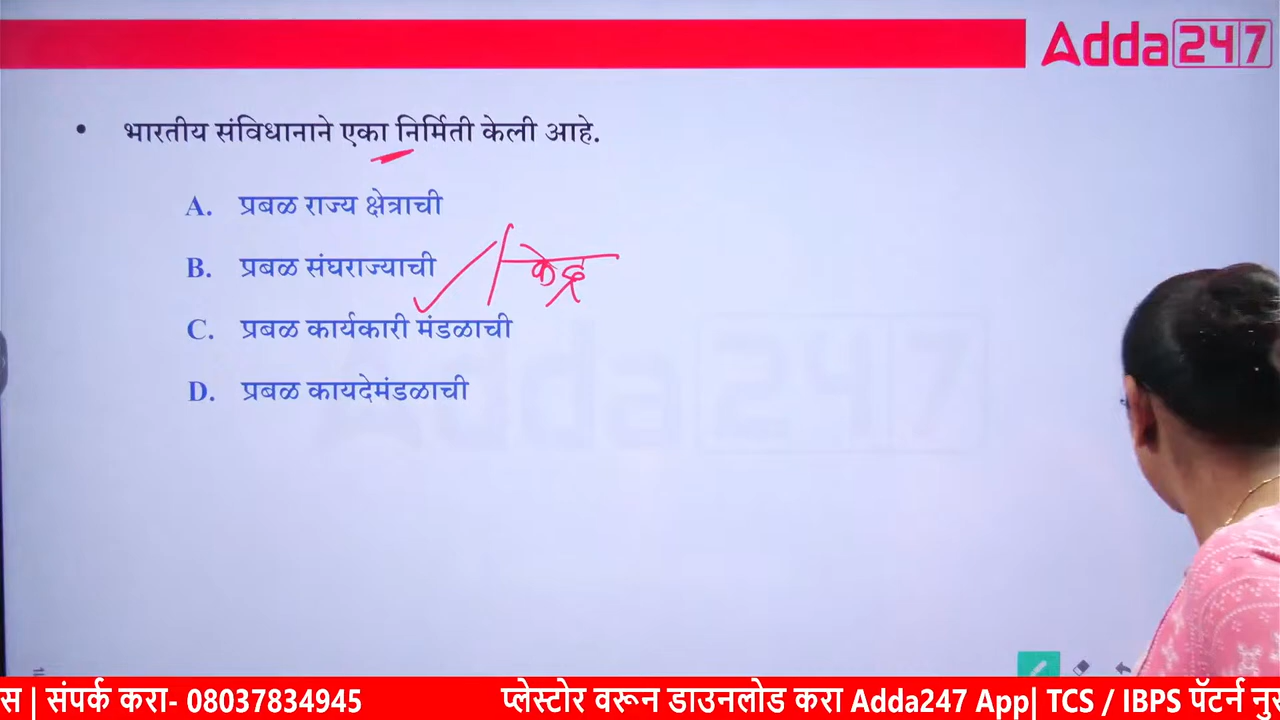 Adda247
• भारतीय संविधानाने एका निर्मिती केली आहे.
A. प्रबळ राज्य क्षेत्राची
B. प्रबळ संघराज्याची
केंद्र
C. प्रबळ कार्यकारी मंडळाची
D. प्रबळ कायदेमंडळाची
स | संपर्क करा- 08037834945 प्लेस्टोर वरून डाउनलोड करा Adda247 App| TCS / IBPS पॅटर्न नुस